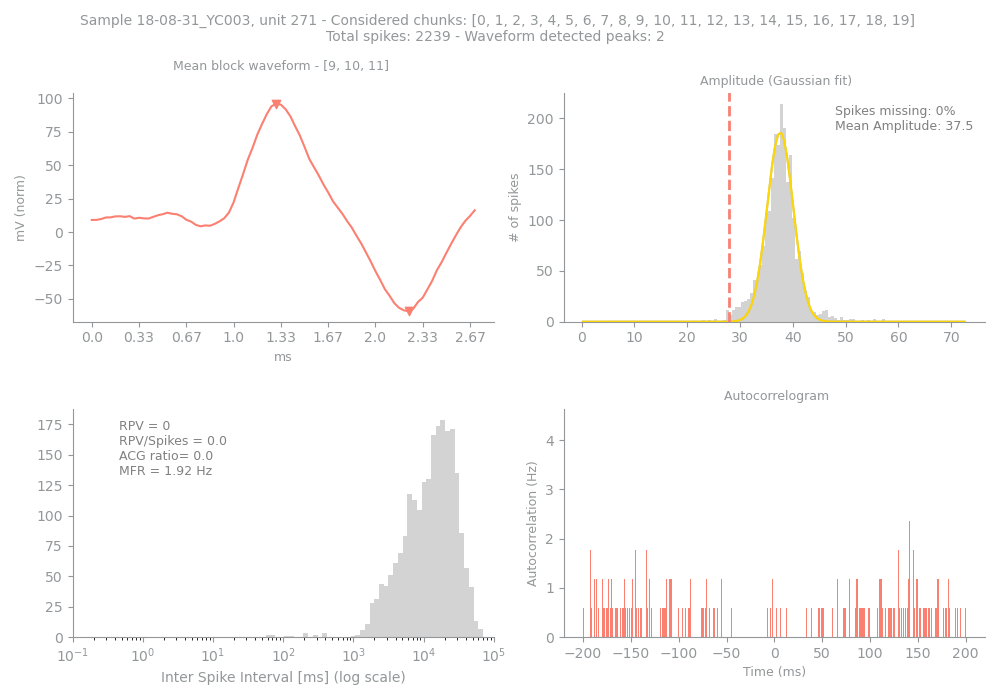 Sample 18-08-31_YC003, unit 271 - Considered chunks: [0, 1, 2, 3, 4, 5, 6, 7, 8, 9, 10, 11, 12, 13, 14, 15, 16, 17, 18, 19]
Total spikes: 2239 - Waveform detected peaks: 2
Mean block waveform - [9, 10, 11]
mV (norm)
100
75
50
25
0
−25
−50
0.0 0.33 0.67 1.0 1.33 1.67 2.0 2.33 2.67
ms
Amplitude (Gaussian fit)
Spikes missing: 0%
Mean Amplitude: 37.5
# of spikes
200
150
100
50
0
0 10 20 30 40 50 60 70
RPV = 0
RPV/Spikes = 0.0
ACG ratio= 0.0
MFR = 1.92 Hz
175
150
125
100
75
50
25
0
10⁻¹ 10⁰ 10¹ 10² 10³ 10⁴ 10⁵
Inter Spike Interval [ms] (log scale)
Autocorrelogram
Autocorrelation (Hz)
4
3
2
1
0
−200 −150 −100 −50 0 50 100 150 200
Time (ms)